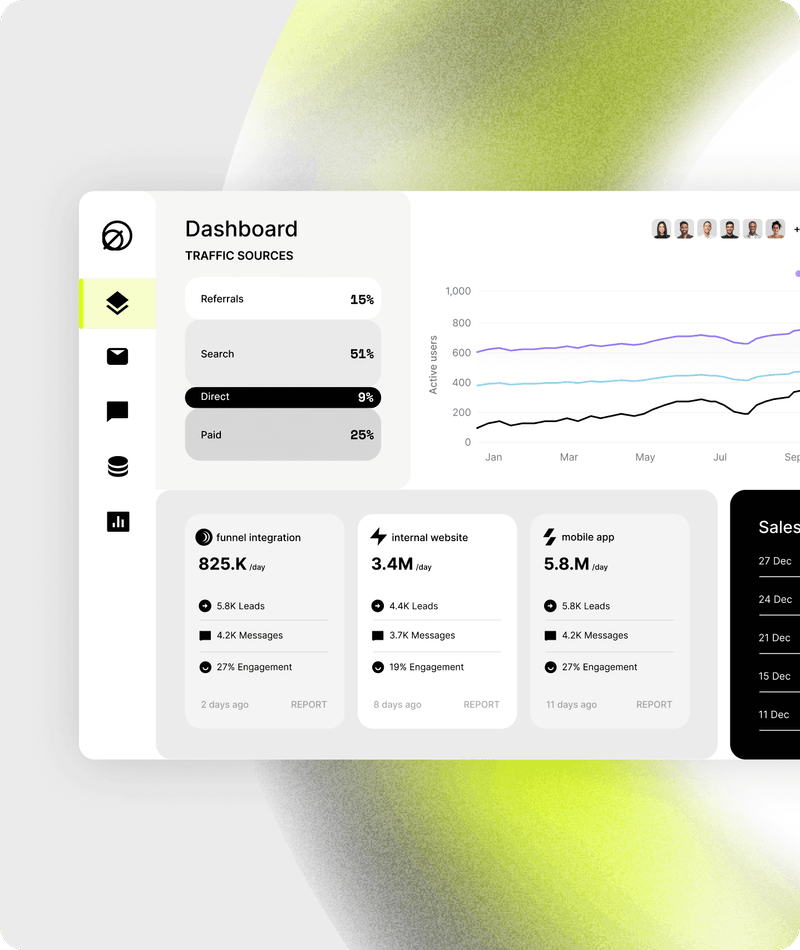 Dashboard
TRAFFIC SOURCES
Referrals 15%
Search 51%
Direct 9%
Paid 25%
+
Active users
1,000
800
600
400
200
0
Jan Mar May Jul Sep
funnel integration
825.K /day
5.8K Leads
4.2K Messages
27% Engagement
2 days ago REPORT
internal website
3.4M /day
4.4K Leads
3.7K Messages
19% Engagement
8 days ago REPORT
mobile app
5.8.M /day
5.8K Leads
4.2K Messages
27% Engagement
11 days ago REPORT
Sales
27 Dec
24 Dec
21 Dec
15 Dec
11 Dec